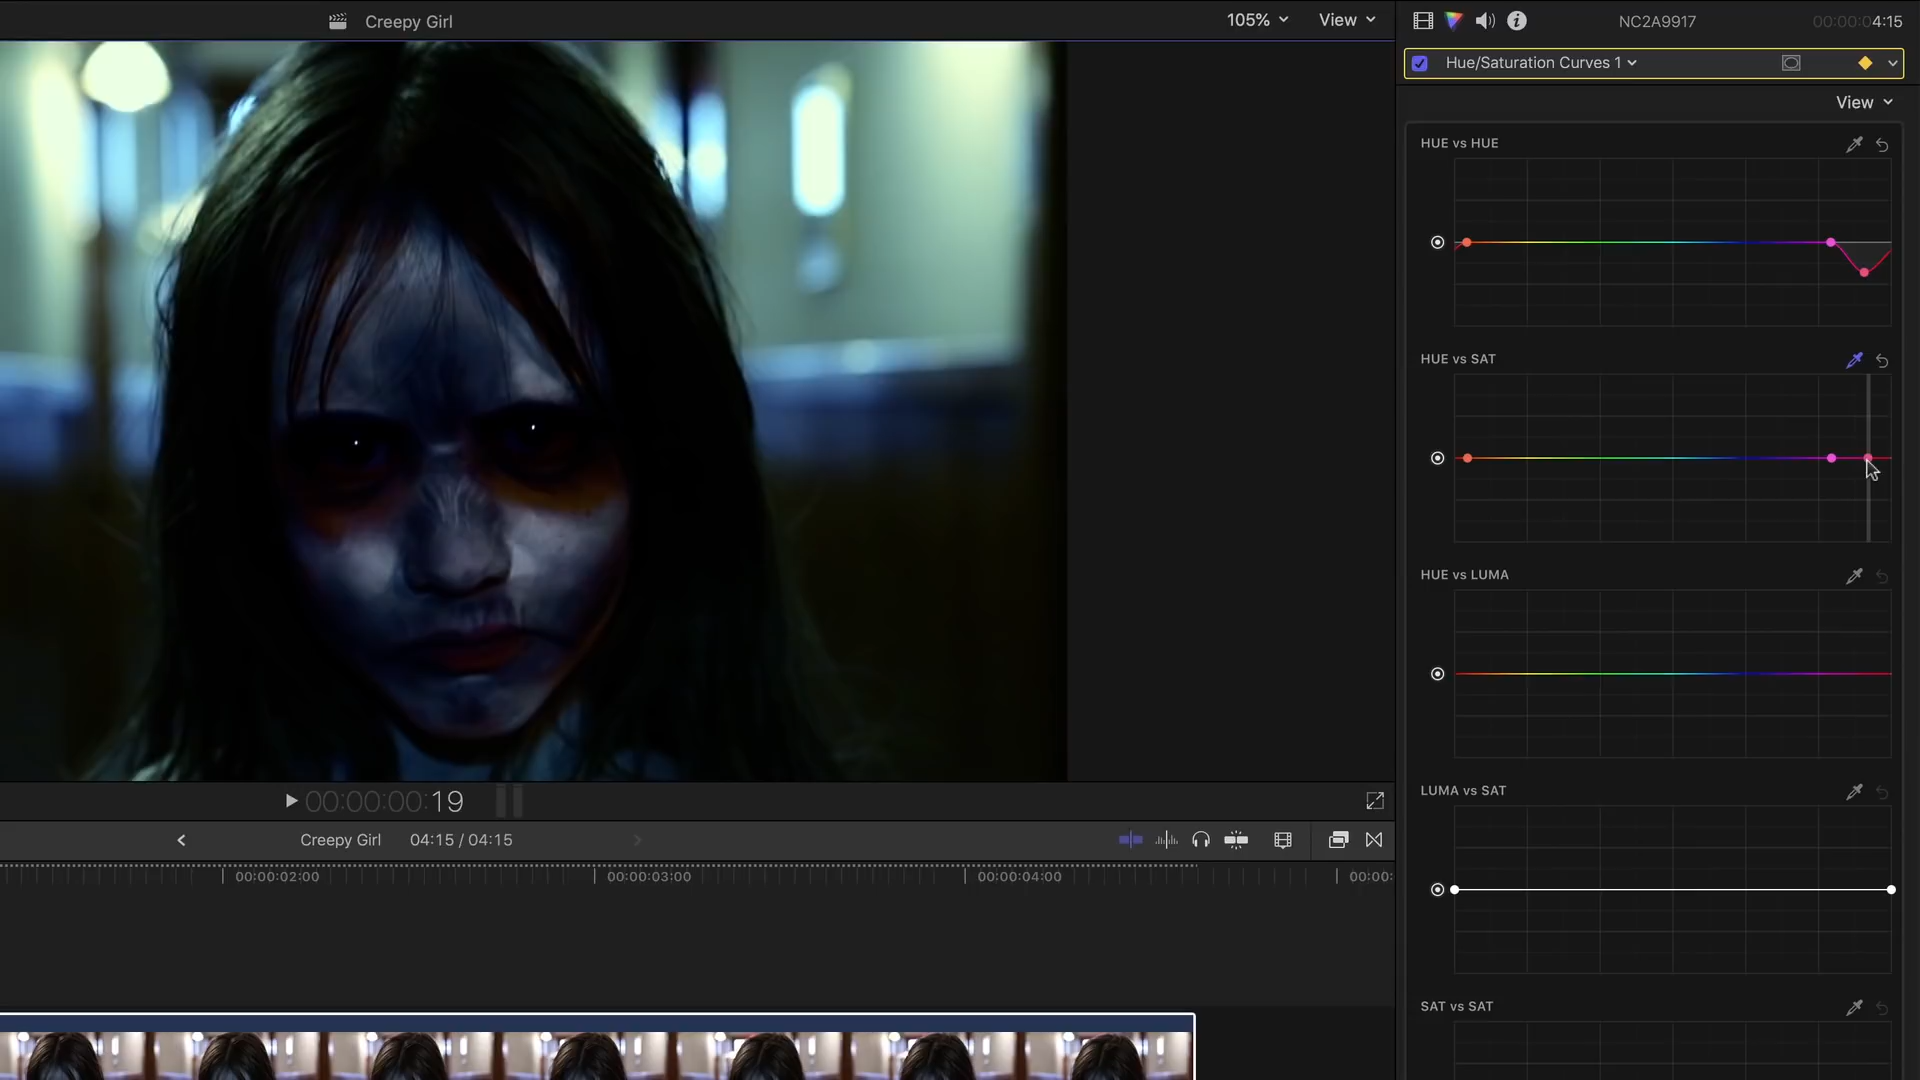 Creepy Girl
105%
View
NC2A9917
00:00:04:15
Hue/Saturation Curves 1
View
HUE vs HUE
HUE vs SAT
HUE vs LUMA
LUMA vs SAT
SAT vs SAT
00:00:00:19
Creepy Girl
04:15 / 04:15
00:00:02:00
00:00:03:00
00:00:04:00
00:00: